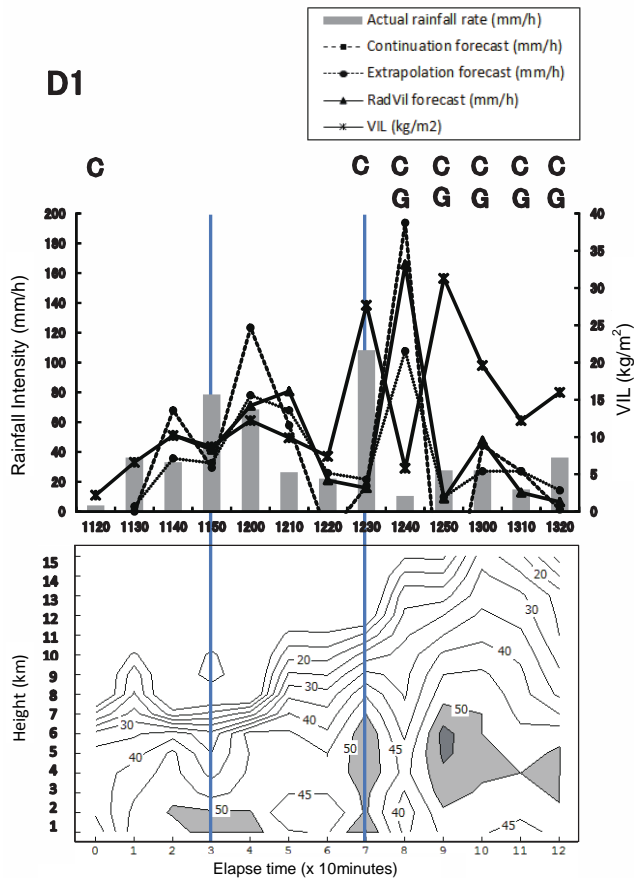 Actual rainfall rate (mm/h)
Continuation forecast (mm/h)
Extrapolation forecast (mm/h)
RadVil forecast (mm/h)
VIL (kg/m2)
D1
C C C C C C C
G G G G G
200 40
180 35
160 30
140 25
120 20
100 15
80 10
60 5
40 0
20
0
Rainfall Intensity (mm/h)
VIL (kg/m²)
1120 1130 1140 1150 1200 1210 1220 1230 1240 1250 1300 1310 1320
15
14
13
12
11
10
9
8
7
6
5
4
3
2
1
Height (km)
20
30
40
50
20
30
40
30
40
50
45
40
45
50
45
0 1 2 3 4 5 6 7 8 9 10 11 12
Elapse time (x 10minutes)